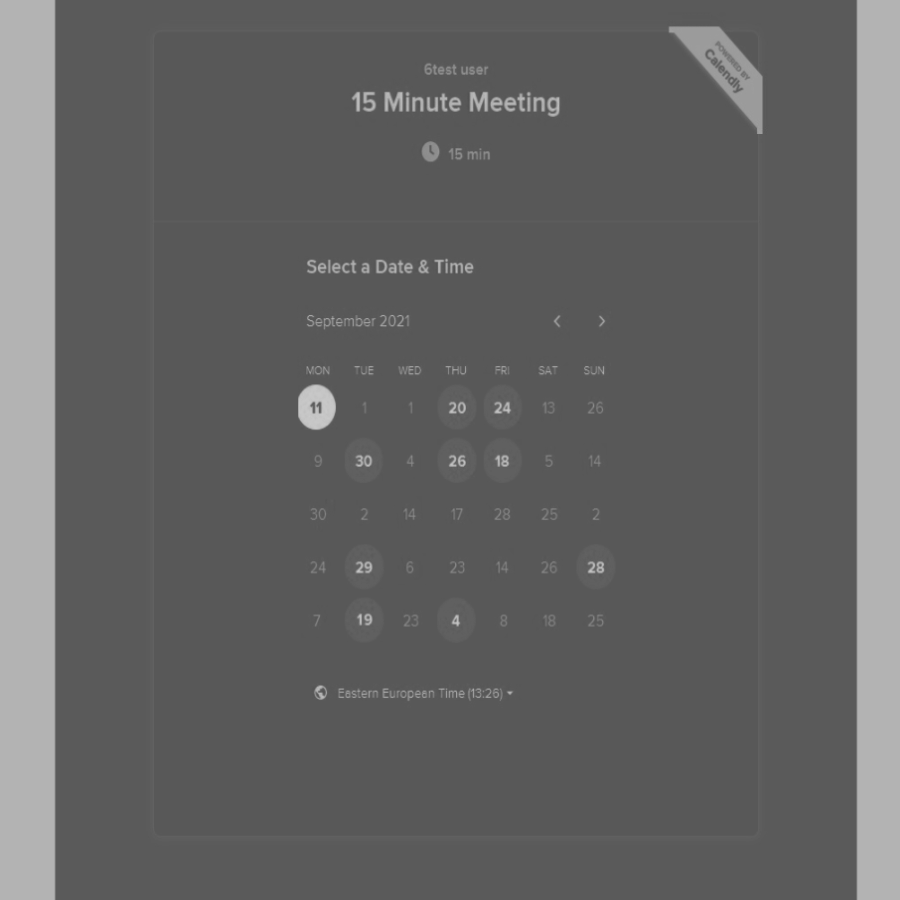 POWERED BY
Calendly
6test user
15 Minute Meeting
15 min
Select a Date & Time
September 2021
MON TUE WED THU FRI SAT SUN
11 1 1 20 24 13 26
9 30 4 26 18 5 14
30 2 14 17 28 25 2
24 29 6 23 14 26 28
7 19 23 4 8 18 25
Eastern European Time (13:26)